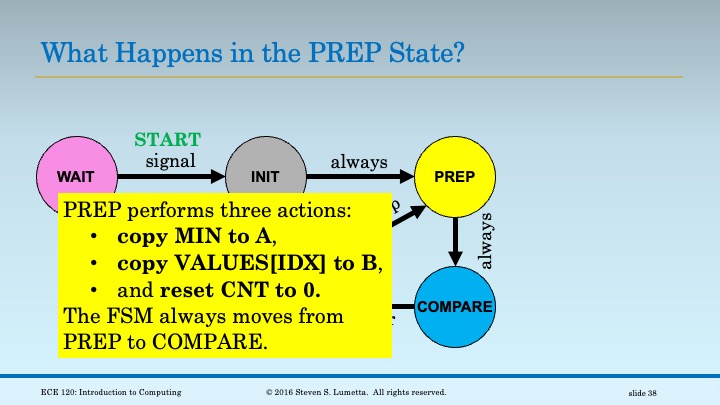 What Happens in the PREP State?
START
signal
always
WAIT
INIT
PREP
always
PREP performs three actions:
• copy MIN to A,
• copy VALUES[IDX] to B,
• and reset CNT to 0.
The FSM always moves from
PREP to COMPARE.
COMPARE
ECE 120: Introduction to Computing
© 2016 Steven S. Lumetta. All rights reserved.
slide 38